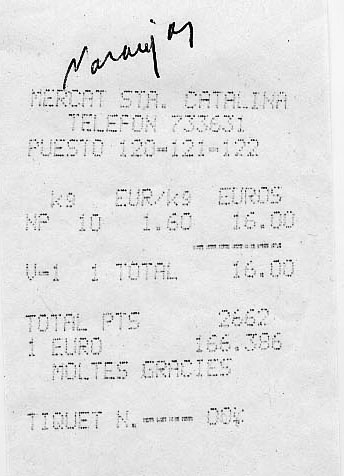 Naranjas
MERCAT STA. CATALINA
TELEFON 733631
PUESTO 120-121-122
kg EUR/kg EUROS
NP 10 1.60 16.00
----------
V-1 1 TOTAL 16.00
TOTAL PTS 2662
1 EURO 166.386
MOLTES GRACIES
TIQUET N.----